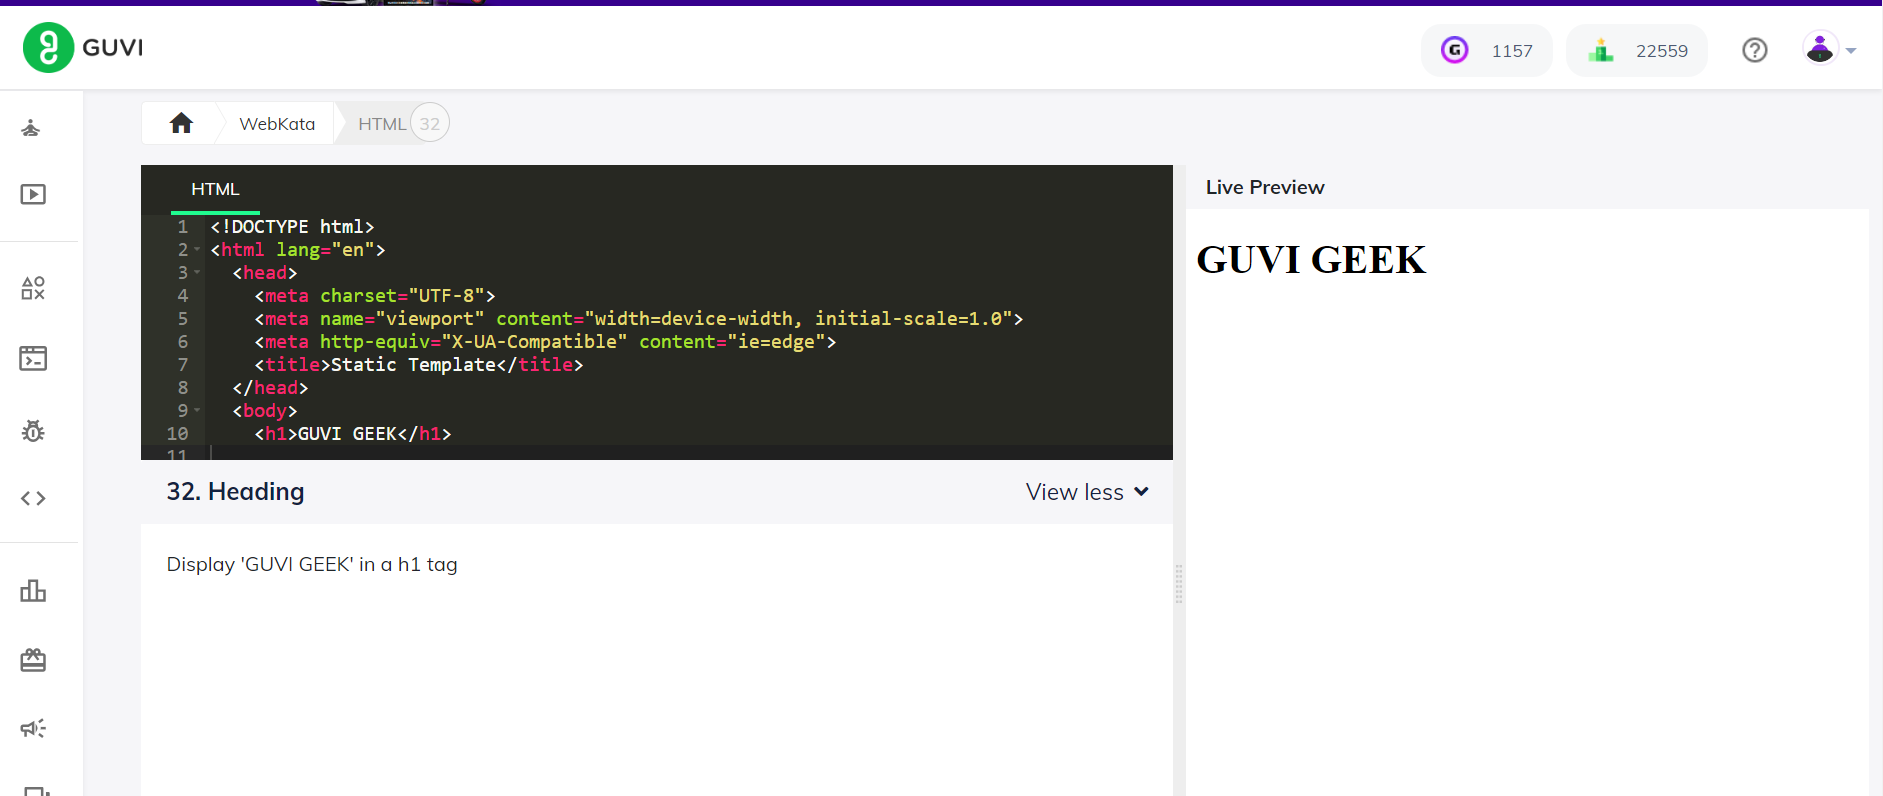 GUVI
1157
22559
WebKata
HTML 32
HTML
1 <!DOCTYPE html>
2 <html lang="en">
3 <head>
4 <meta charset="UTF-8">
5 <meta name="viewport" content="width=device-width, initial-scale=1.0">
6 <meta http-equiv="X-UA-Compatible" content="ie=edge">
7 <title>Static Template</title>
8 </head>
9 <body>
10 <h1>GUVI GEEK</h1>
11
32. Heading
View less
Display 'GUVI GEEK' in a h1 tag
Live Preview
GUVI GEEK